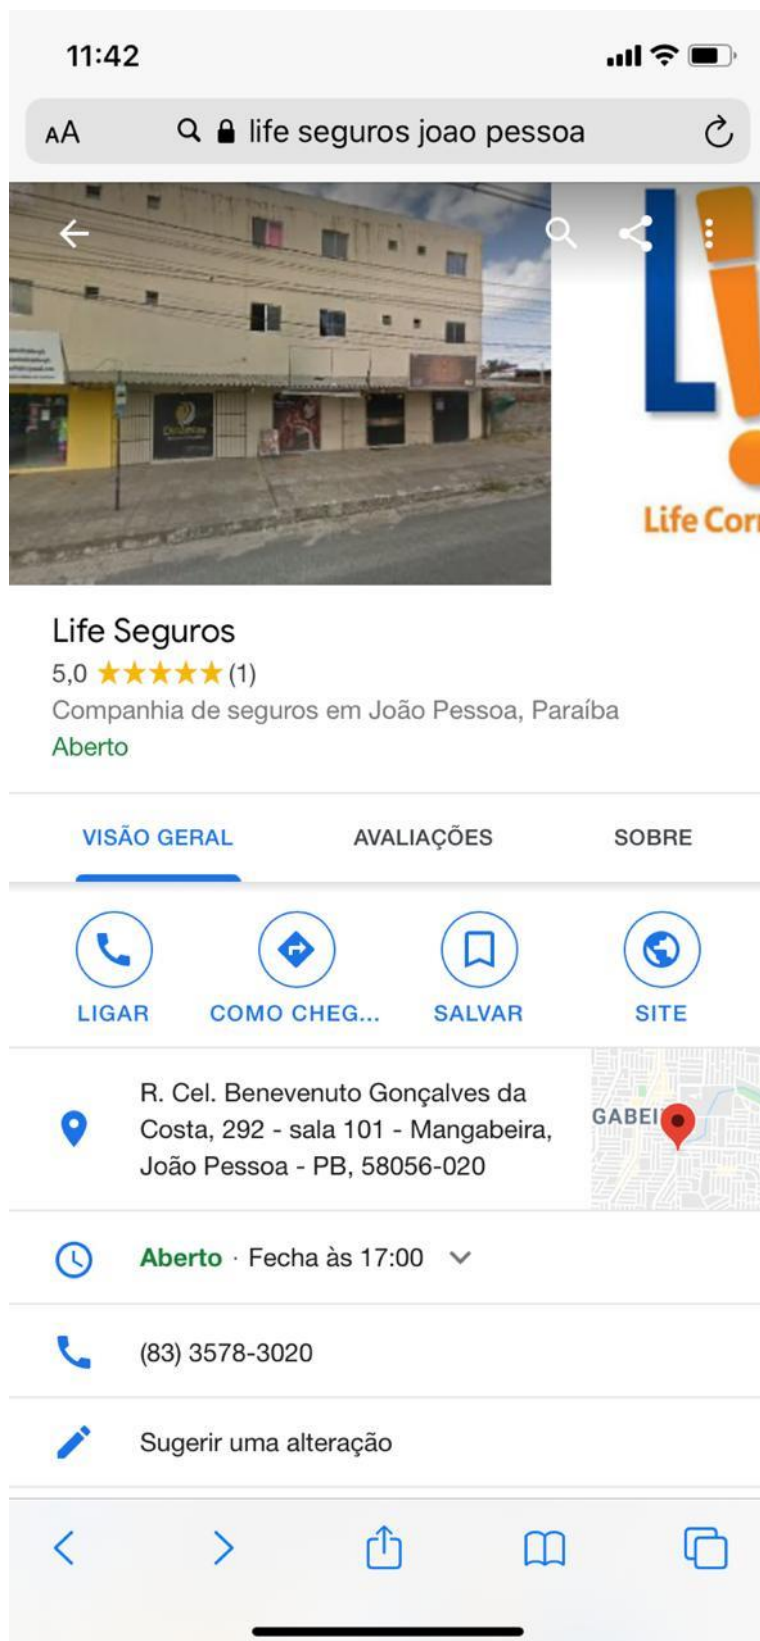 11:42
AA life seguros joao pessoa
L!
Life Corr
Life Seguros
5,0 (1)
Companhia de seguros em João Pessoa, Paraíba
Aberto
VISÃO GERAL AVALIAÇÕES SOBRE
LIGAR COMO CHEG... SALVAR SITE
R. Cel. Benevenuto Gonçalves da
Costa, 292 - sala 101 - Mangabeira,
João Pessoa - PB, 58056-020
GABEI
Aberto · Fecha às 17:00
(83) 3578-3020
Sugerir uma alteração